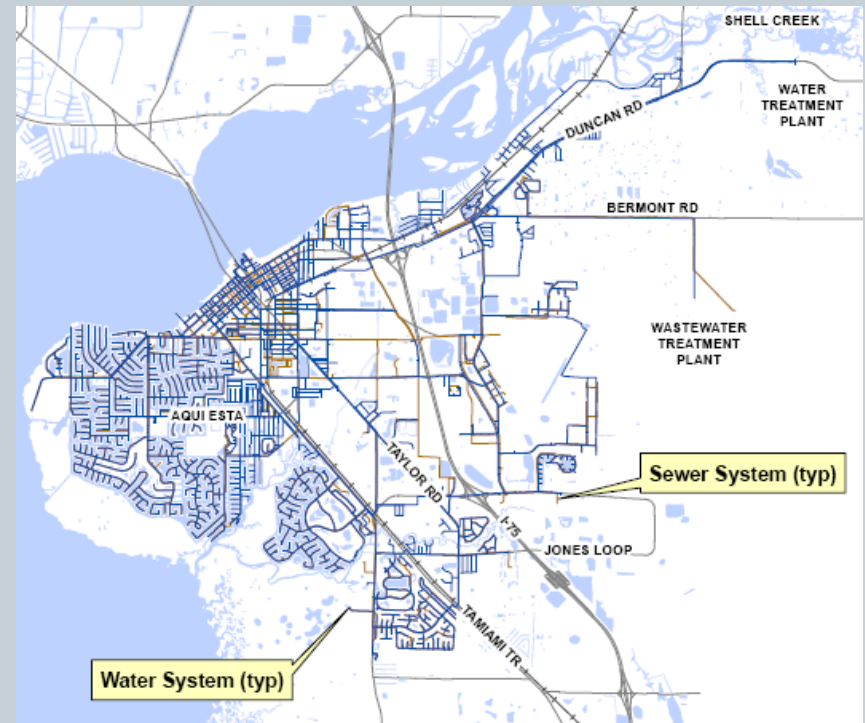 SHELL CREEK
WATER
TREATMENT
PLANT
DUNCAN RD
BERMONT RD
WASTEWATER
TREATMENT
PLANT
AQUI ESTA
TAYLOR RD
Sewer System (typ)
I-75
JONES LOOP
TAMIAMI TR
Water System (typ)